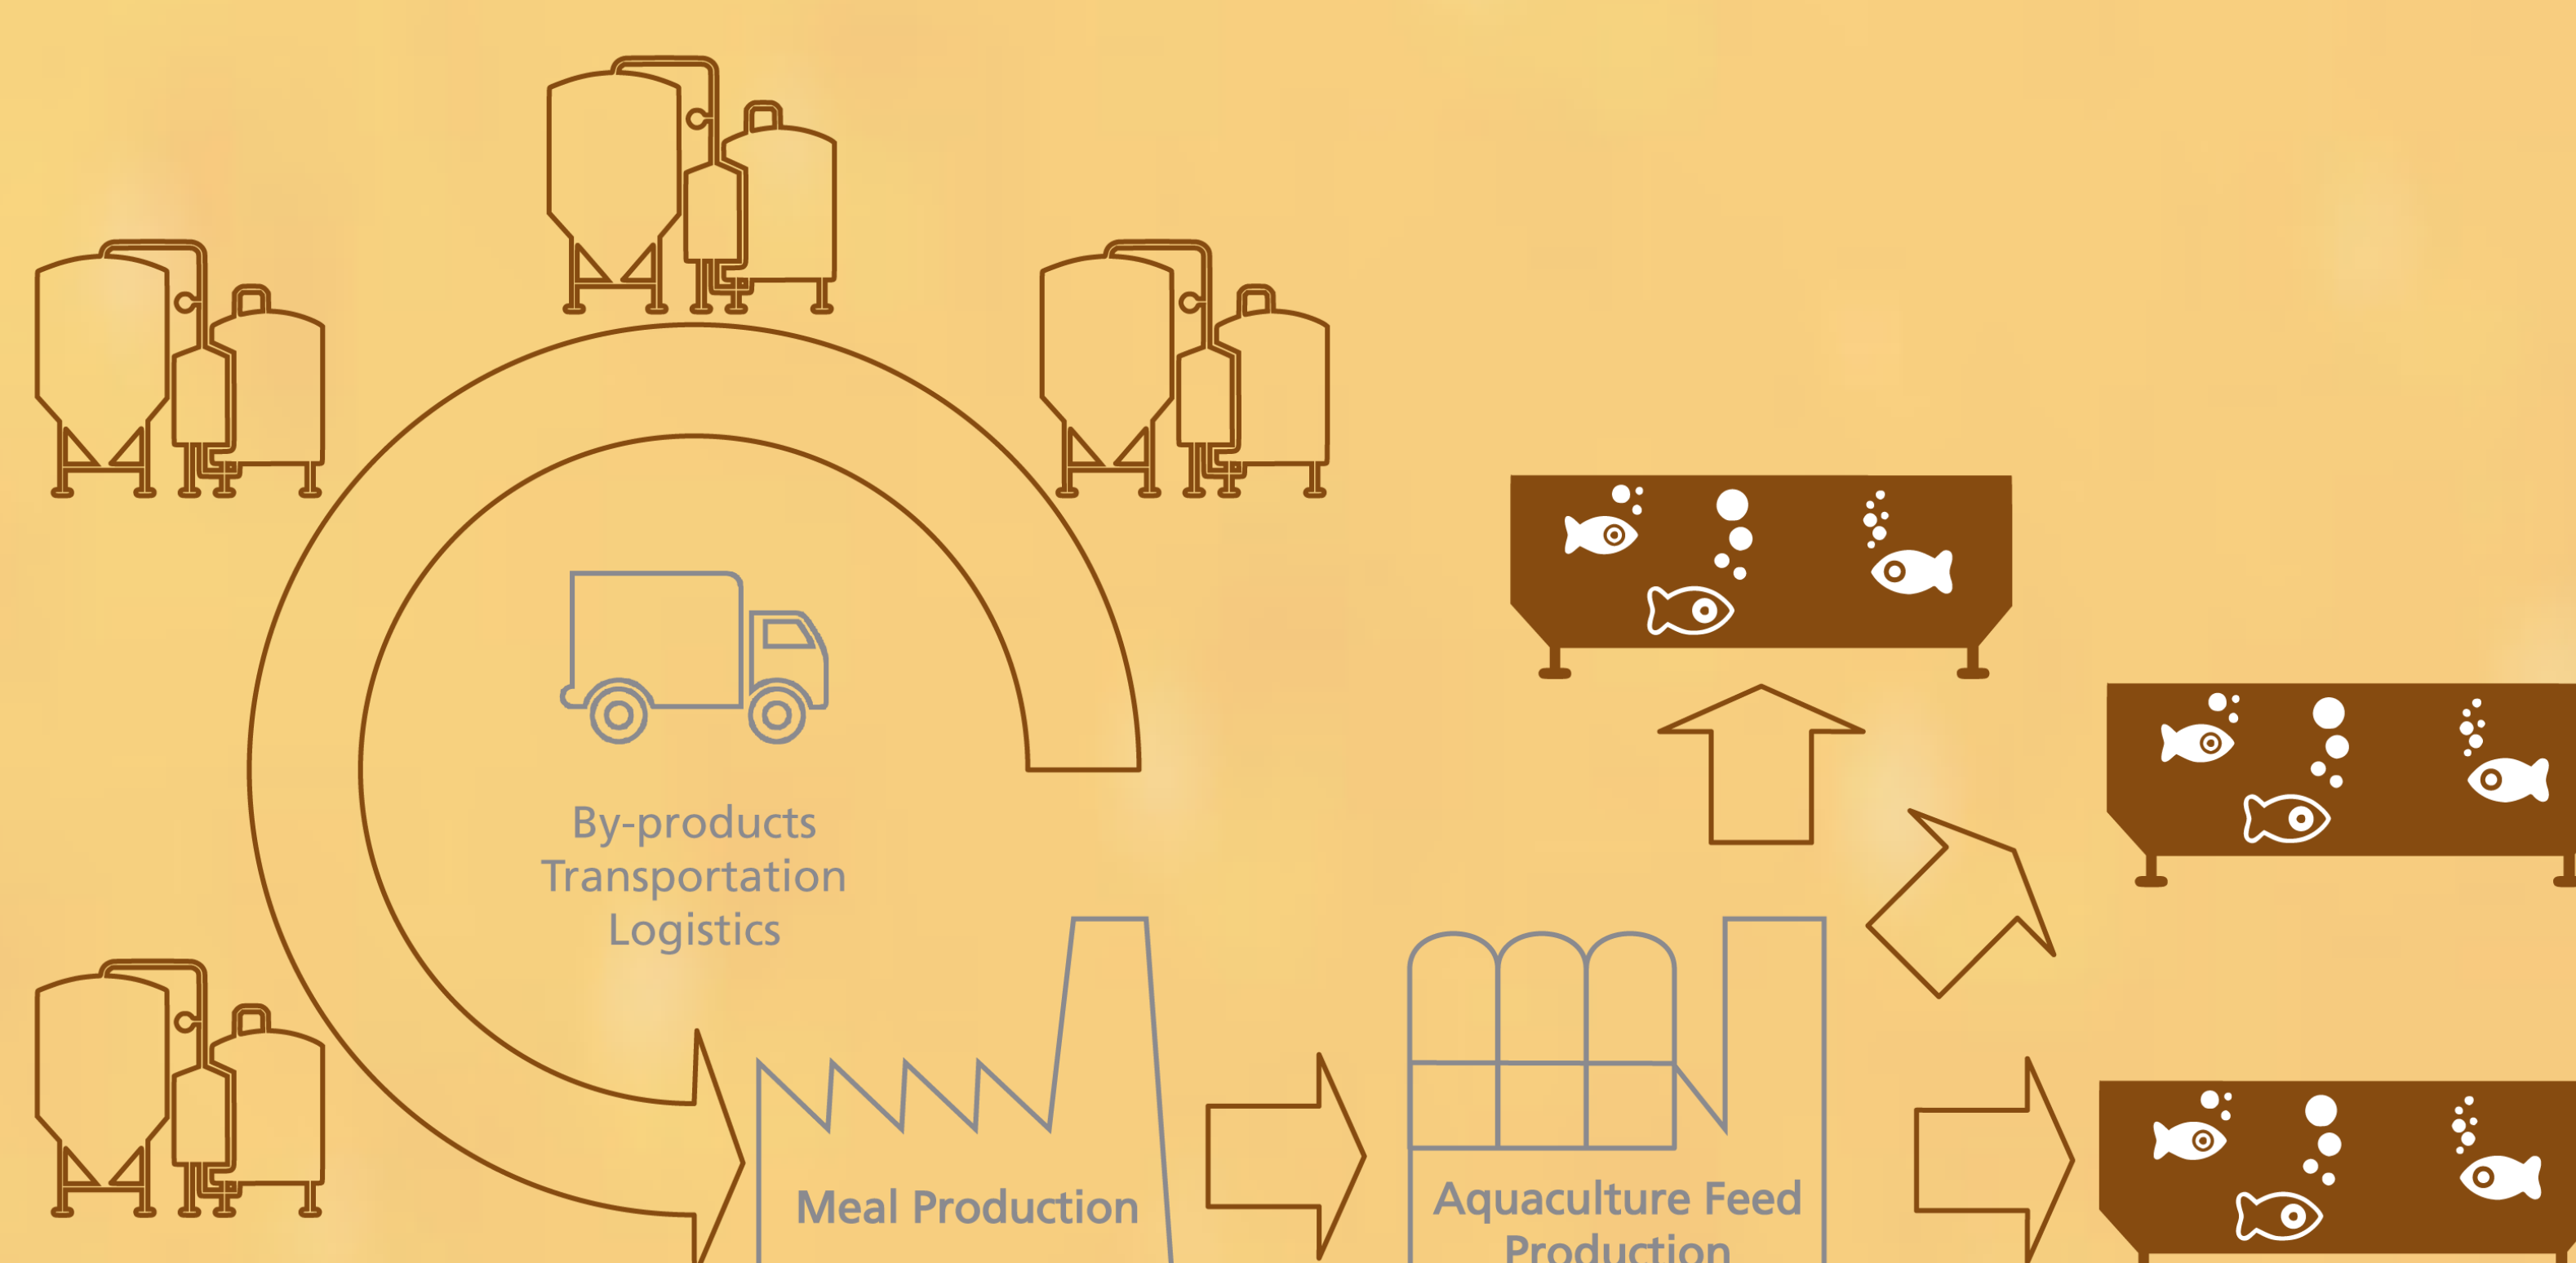 By-products
Transportation
Logistics
Meal Production
Aquaculture Feed
Production